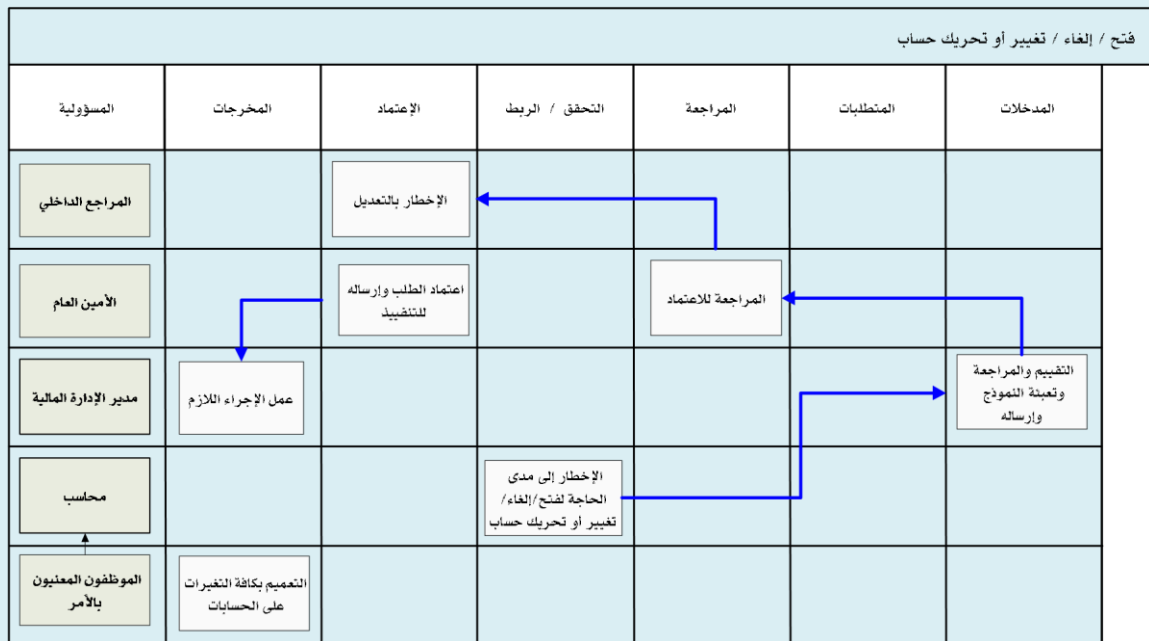 فتح / إلغاء / تغيير أو تحريك حساب
المدخلات
المتطلبات
المراجعة
التحقق / الربط
الإعتماد
المخرجات
المسؤولية
الإخطار بالتعديل
المراجع الداخلي
المراجعة للاعتماد
اعتماد الطلب وإرساله
للتنفييذ
الأمين العام
التقييم والمراجعة
وتعبئة النموذج
وإرساله
عمل الإجراء اللازم
مدير الإدارة المالية
الإخطار إلى مدى
الحاجة لفتح/إلغاء/
تغيير أو تحريك حساب
محاسب
التعميم بكافة التغيرات
على الحسابات
الموظفون المعنيون
بالأمر